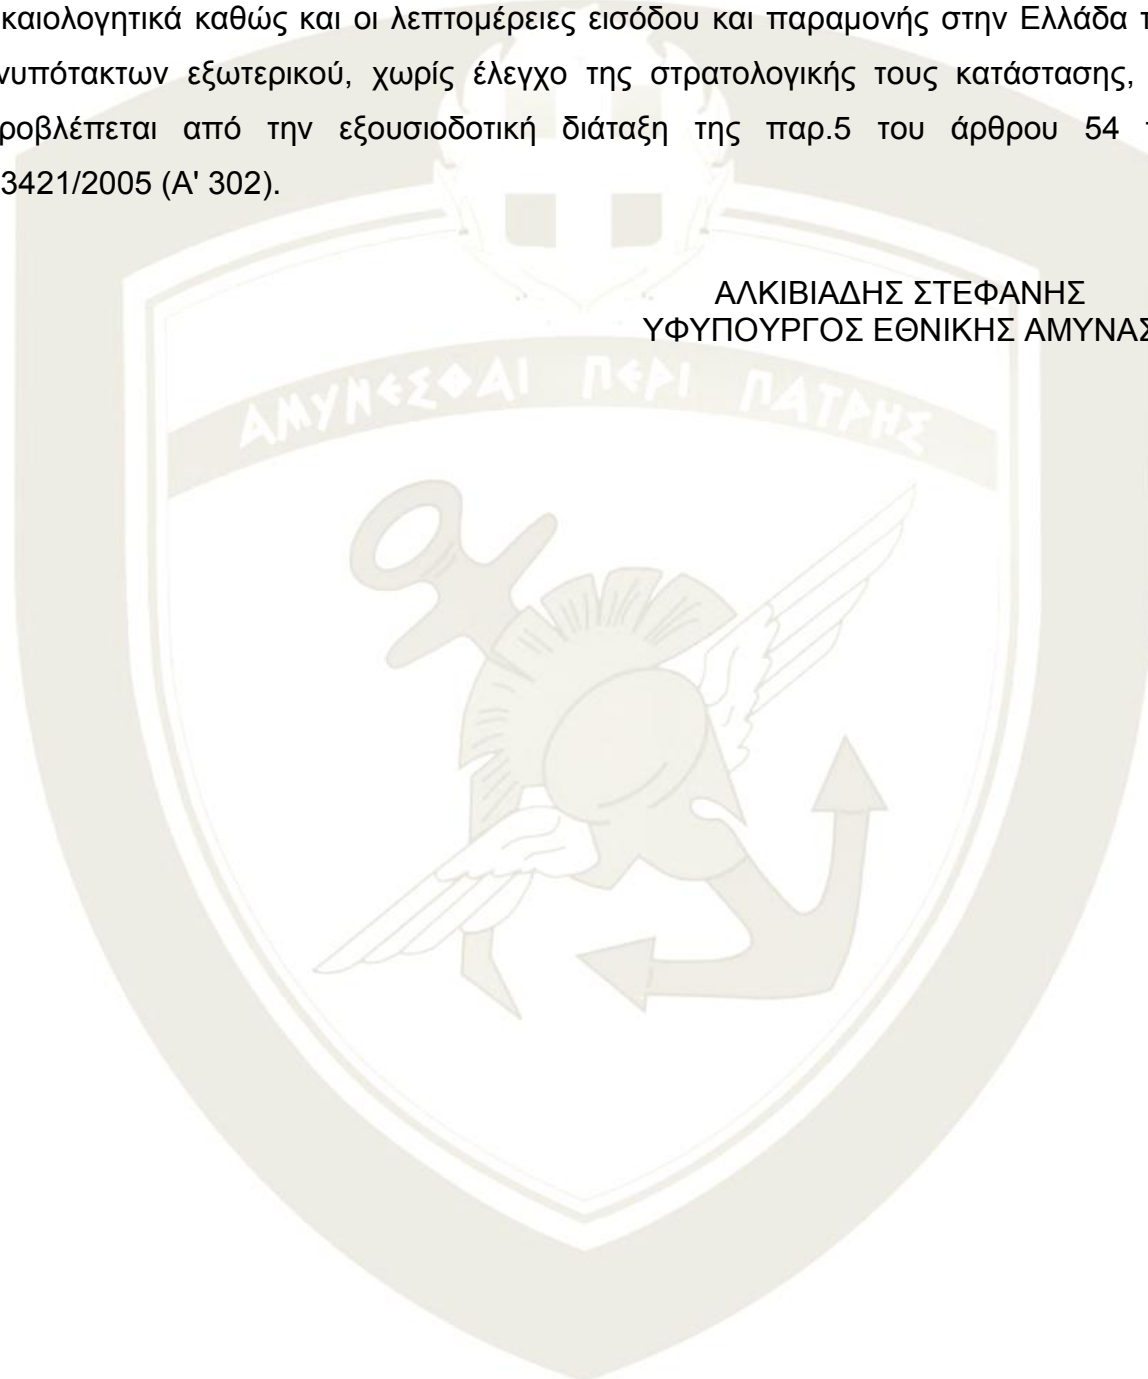 καιολογητικά καθώς και οι λεπτομέρειες εισόδου και παραμονής στην Ελλάδα
νυπότακτων εξωτερικού, χωρίς έλεγχο της στρατολογικής τους κατάστασης,
ροβλέπεται από την εξουσιοδοτική διάταξη της παρ.5 του άρθρου 54
3421/2005 (Α' 302).
ΑΛΚΙΒΙΑΔΗΣ ΣΤΕΦΑΝΗΣ
ΥΦΥΠΟΥΡΓΟΣ ΕΘΝΙΚΗΣ ΑΜΥΝΑΣ
ΑΜΥΝΕΣΘΑΙ ΠΕΡΙ ΠΑΤΡΗΣ